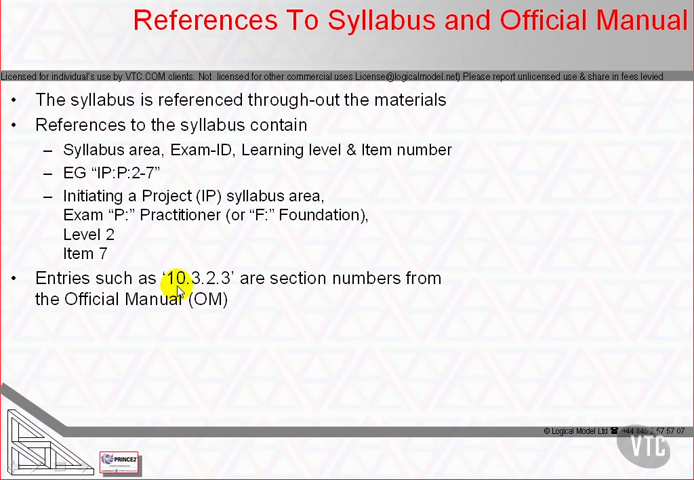 References To Syllabus and Official Manual
Licensed for individual's use by VTC.COM clients. Not licensed for other commercial uses License@logicalmodel.net) Please report unlicensed use & share in fees levied
• The syllabus is referenced through-out the materials
• References to the syllabus contain
– Syllabus area, Exam-ID, Learning level & Item number
– EG “IP:P:2-7”
– Initiating a Project (IP) syllabus area,
Exam “P:” Practitioner (or “F:” Foundation),
Level 2
Item 7
• Entries such as ‘10.3.2.3’ are section numbers from
the Official Manual (OM)
© Logical Model Ltd ☎ 57 57 07
VTC
PRINCE2